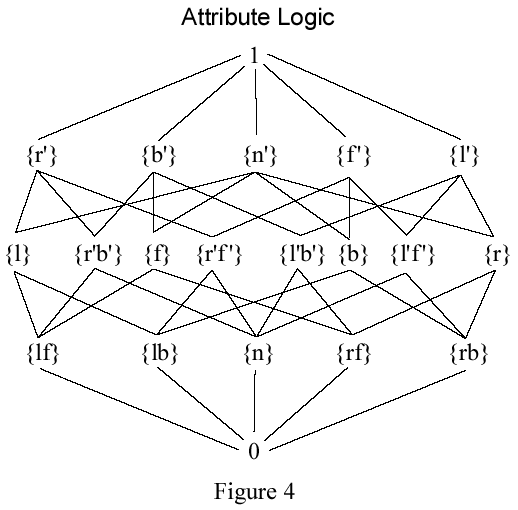 Attribute Logic
1
{r'} {b'} {n'} {f'} {l'}
{l} {r'b'} {f} {r'f'} {l'b'} {b} {l'f'} {r}
{lf} {lb} {n} {rf} {rb}
0
Figure 4